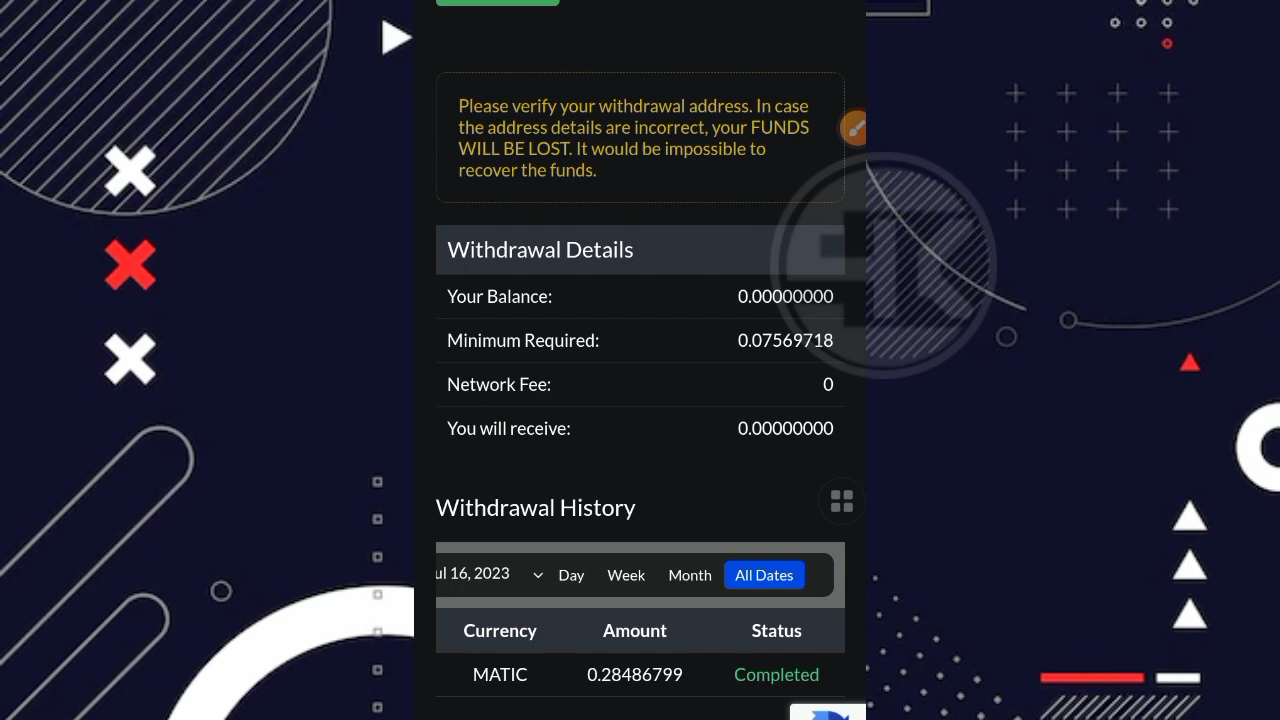 Please verify your withdrawal address. In case
the address details are incorrect, your FUNDS
WILL BE LOST. It would be impossible to
recover the funds.
Withdrawal Details
Your Balance: 0.00000000
Minimum Required: 0.07569718
Network Fee: 0
You will receive: 0.00000000
Withdrawal History
ul 16, 2023 Day Week Month All Dates
Currency Amount Status
MATIC 0.28486799 Completed